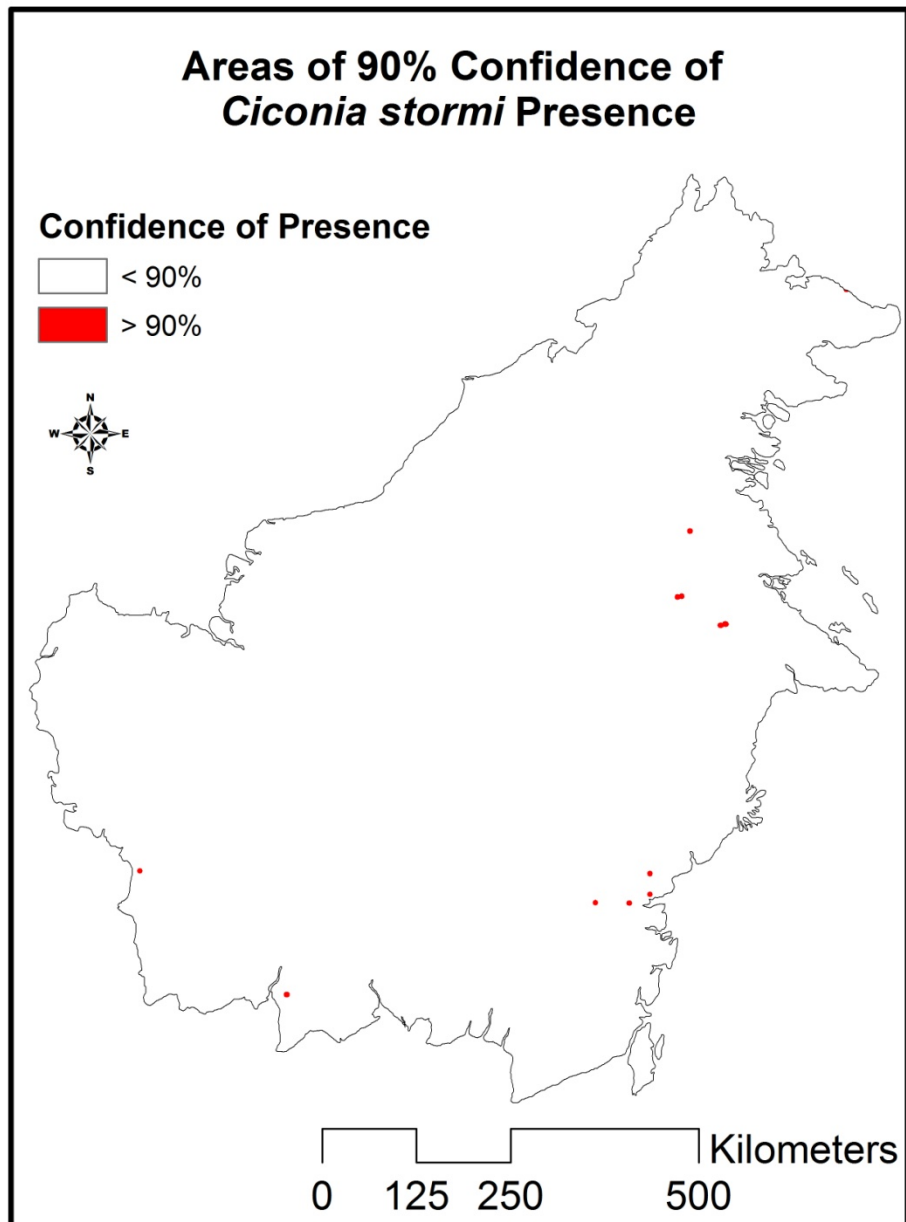 Areas of 90% Confidence of
Ciconia stormi Presence
Confidence of Presence
< 90%
> 90%
N
W E
S
Kilometers
0 125 250 500